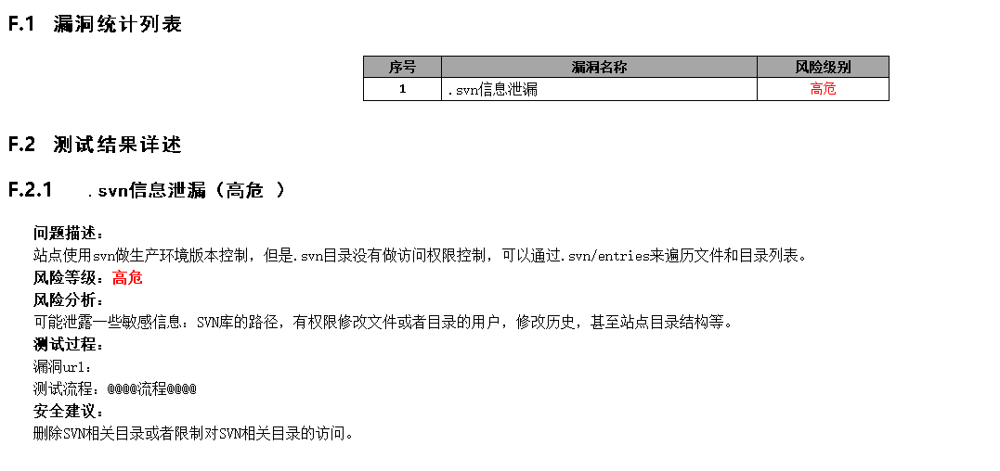 F.1 漏洞统计列表
序号 漏洞名称 风险级别
1 .svn信息泄漏 高危
F.2 测试结果详述
F.2.1 .svn信息泄漏（高危 ）
问题描述：
站点使用svn做生产环境版本控制，但是.svn目录没有做访问权限控制，可以通过.svn/entries来遍历文件和目录列表。
风险等级：高危
风险分析：
可能泄露一些敏感信息：SVN库的路径，有权限修改文件或者目录的用户，修改历史，甚至站点目录结构等。
测试过程：
漏洞url：
测试流程：@@@@流程@@@@
安全建议：
删除SVN相关目录或者限制对SVN相关目录的访问。